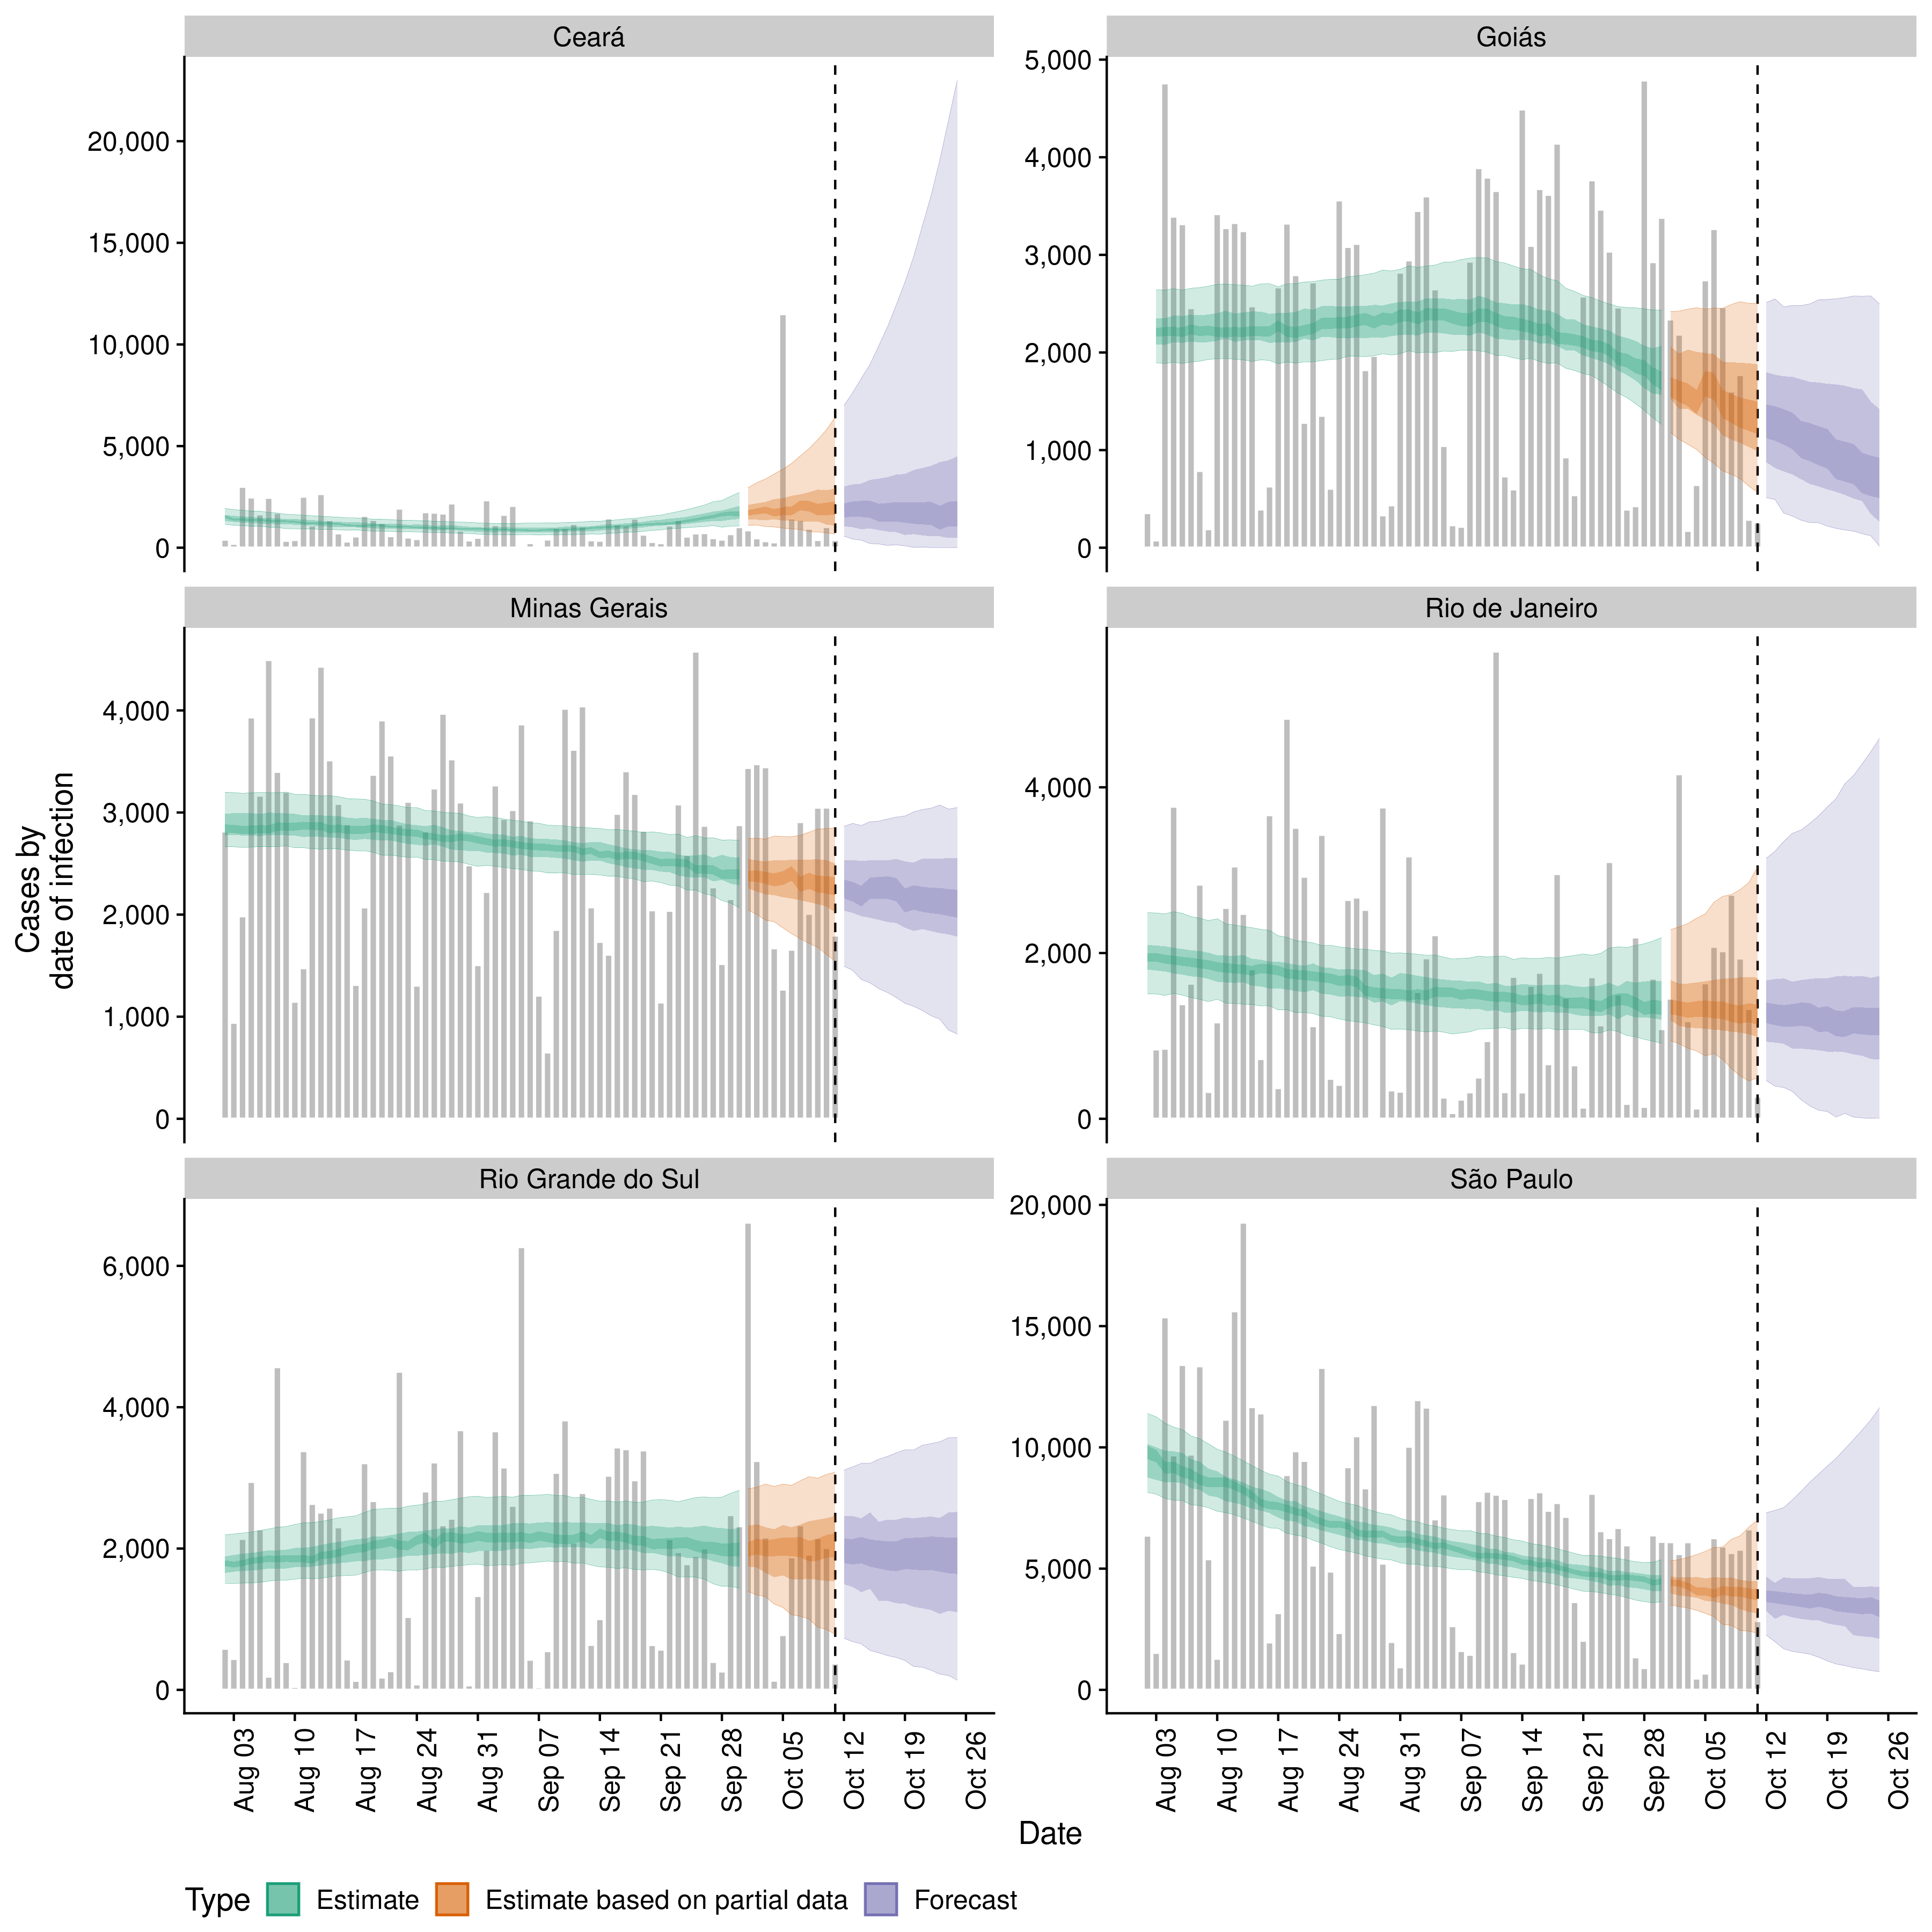 Ceará
Goiás
20,000
15,000
10,000
5,000
0
5,000
4,000
3,000
2,000
1,000
0
Minas Gerais
Rio de Janeiro
4,000
3,000
2,000
1,000
0
4,000
2,000
0
Rio Grande do Sul
São Paulo
6,000
4,000
2,000
0
20,000
15,000
10,000
5,000
0
Cases by
date of infection
Aug 03
Aug 10
Aug 17
Aug 24
Aug 31
Sep 07
Sep 14
Sep 21
Sep 28
Oct 05
Oct 12
Oct 19
Oct 26
Aug 03
Aug 10
Aug 17
Aug 24
Aug 31
Sep 07
Sep 14
Sep 21
Sep 28
Oct 05
Oct 12
Oct 19
Oct 26
Date
Type Estimate Estimate based on partial data Forecast